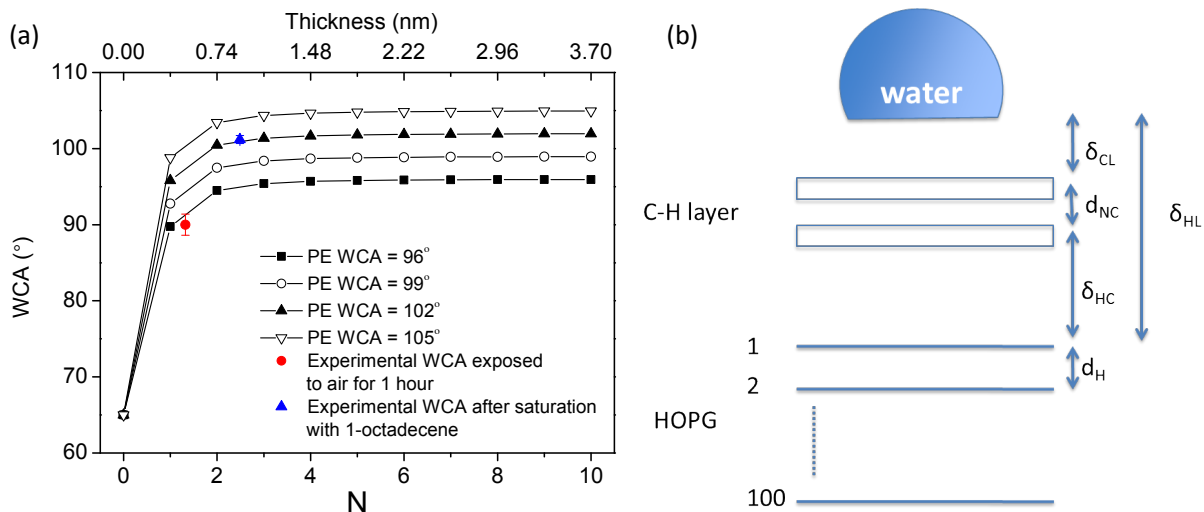 (a)
Thickness (nm)
0.00 0.74 1.48 2.22 2.96 3.70
WCA (°)
110
100
90
80
70
60
PE WCA = 96°
PE WCA = 99°
PE WCA = 102°
PE WCA = 105°
Experimental WCA exposed
to air for 1 hour
Experimental WCA after saturation
with 1-octadecene
0 2 4 6 8 10
N
(b)
water
δCL
C-H layer
dNC
δHL
δHC
1
dH
2
HOPG
100